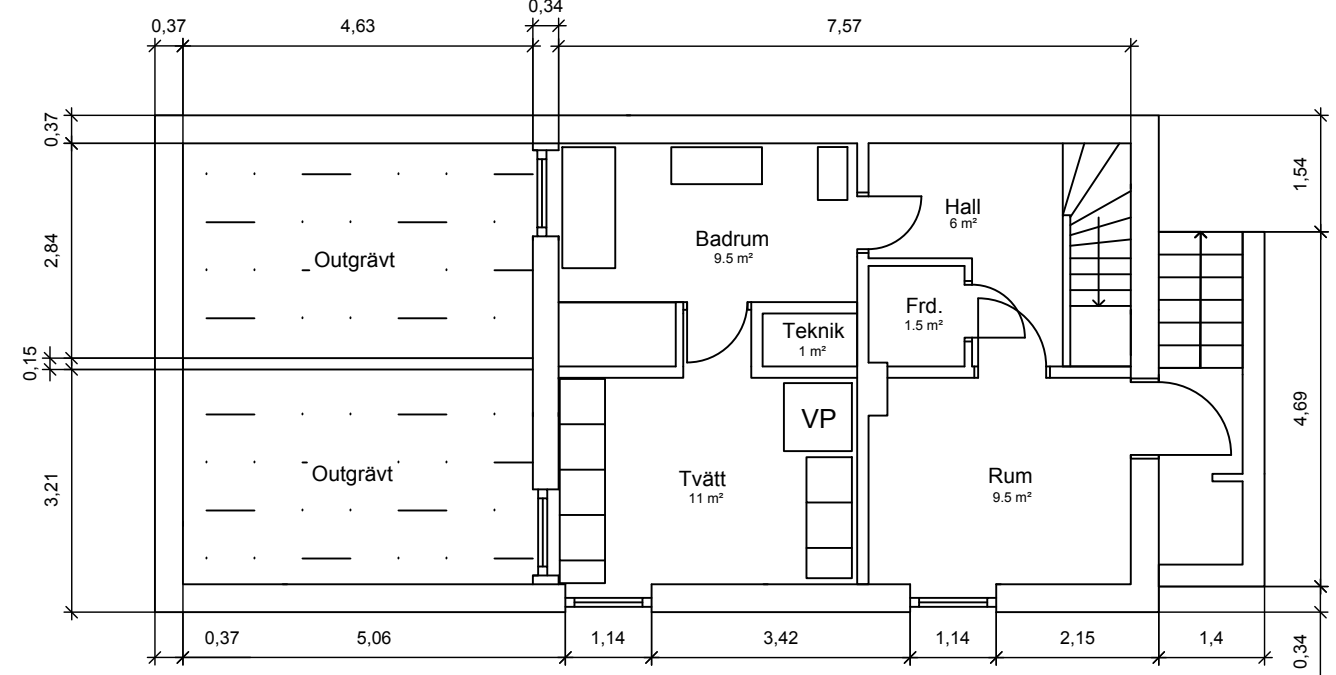 0,34
0,37
4,63
7,57
0,37
1,54
Hall
6 m²
Badrum
9.5 m²
2,84
Outgrävt
Frd.
1.5 m²
Teknik
1 m²
0,15
VP
4,69
Outgrävt
Tvätt
11 m²
Rum
9.5 m²
3,21
0,37
5,06
1,14
3,42
1,14
2,15
1,4
0,34